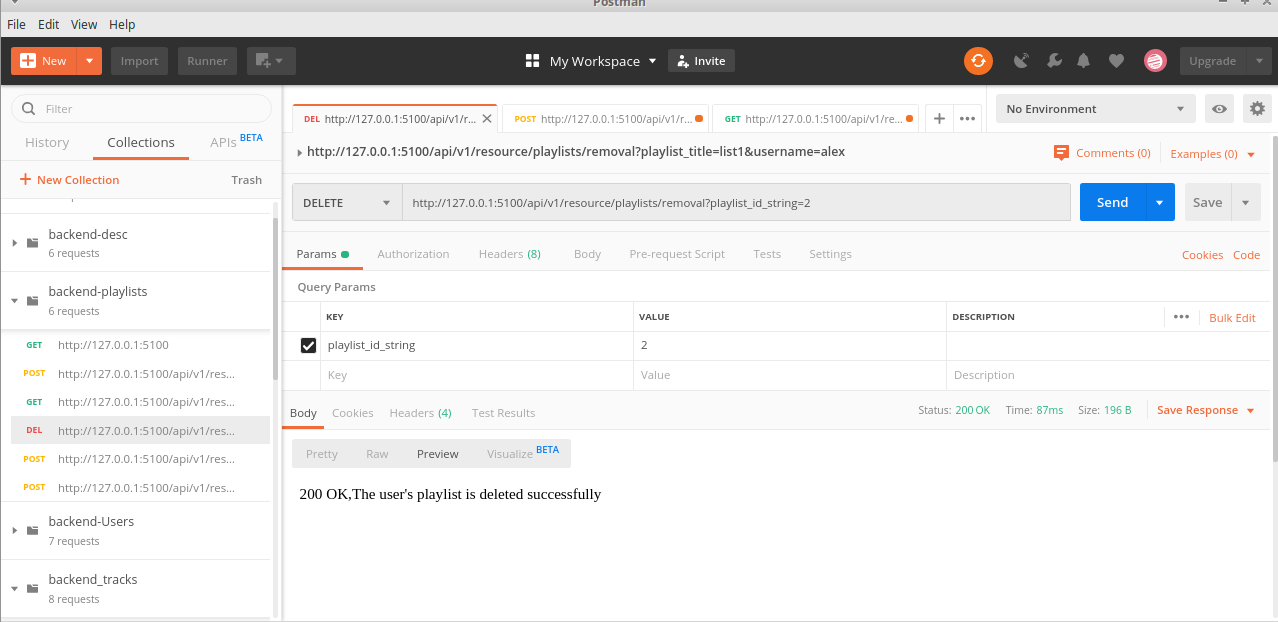 Postman
File Edit View Help
New Import Runner My Workspace Invite Upgrade
Filter
History Collections APIs BETA
New Collection Trash
backend-desc
6 requests
backend-playlists
6 requests
GET http://127.0.0.1:5100
POST http://127.0.0.1:5100/api/v1/res...
GET http://127.0.0.1:5100/api/v1/res...
DEL http://127.0.0.1:5100/api/v1/res...
POST http://127.0.0.1:5100/api/v1/res...
POST http://127.0.0.1:5100/api/v1/res...
backend-Users
7 requests
backend_tracks
8 requests
DEL http://127.0.0.1:5100/api/v1/r... POST http://127.0.0.1:5100/api/v1/r... GET http://127.0.0.1:5100/api/v1/re... No Environment
http://127.0.0.1:5100/api/v1/resource/playlists/removal?playlist_title=list1&username=alex Comments (0) Examples (0)
DELETE http://127.0.0.1:5100/api/v1/resource/playlists/removal?playlist_id_string=2 Send Save
Params Authorization Headers (8) Body Pre-request Script Tests Settings Cookies Code
Query Params
KEY VALUE DESCRIPTION Bulk Edit
playlist_id_string 2
Key Value Description
Body Cookies Headers (4) Test Results Status: 200 OK Time: 87ms Size: 196 B Save Response
Pretty Raw Preview Visualize BETA
200 OK,The user's playlist is deleted successfully